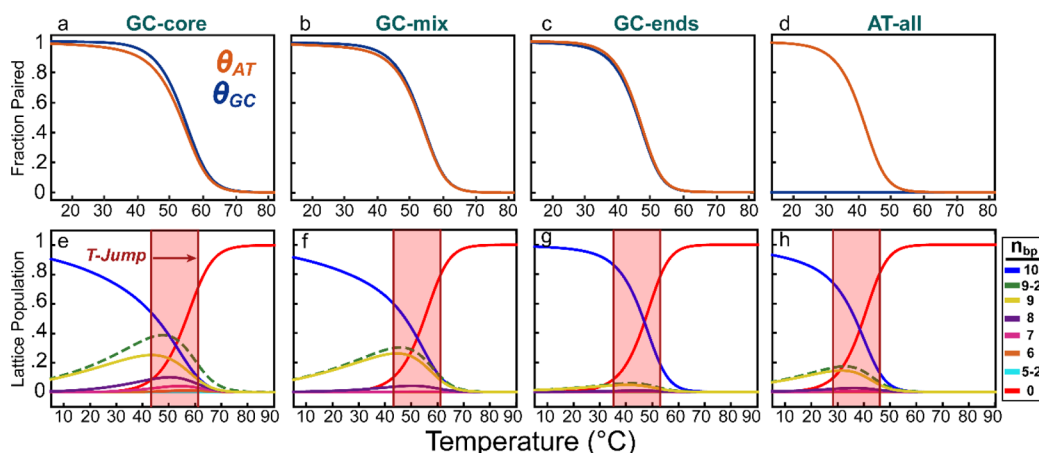 a GC-core b GC-mix c GC-ends d AT-all
Fraction Paired
1
.8
.6
.4
.2
0
θAT
θGC
20 30 40 50 60 70 80
20 30 40 50 60 70 80
20 30 40 50 60 70 80
20 30 40 50 60 70 80
e f g h
Lattice Population
1
.8
.6
.4
.2
0
T-Jump
10 20 30 40 50 60 70 80 90
10 20 30 40 50 60 70 80 90
10 20 30 40 50 60 70 80 90
10 20 30 40 50 60 70 80 90
nbp
10
9-2
9
8
7
6
5-2
0
Temperature (°C)